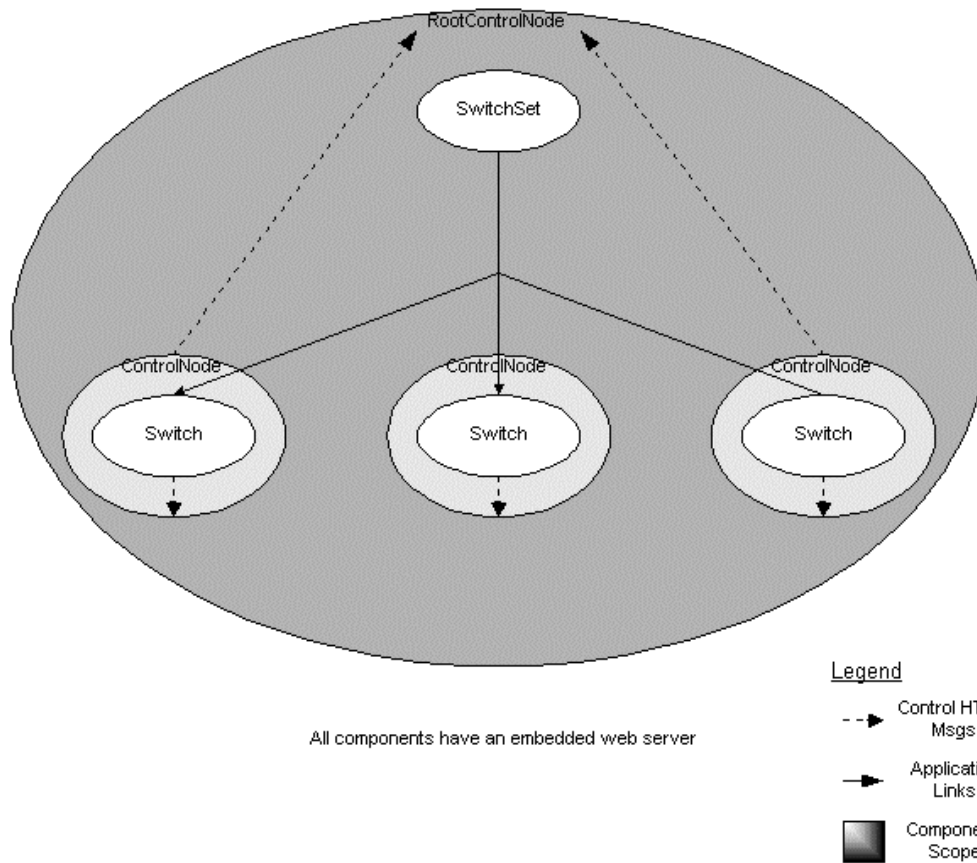 RootControlNode
SwitchSet
ControlNode ControlNode ControlNode
Switch Switch Switch
Legend
Control HT
Msgs
All components have an embedded web server
Applicati
Links
Compone
Scope